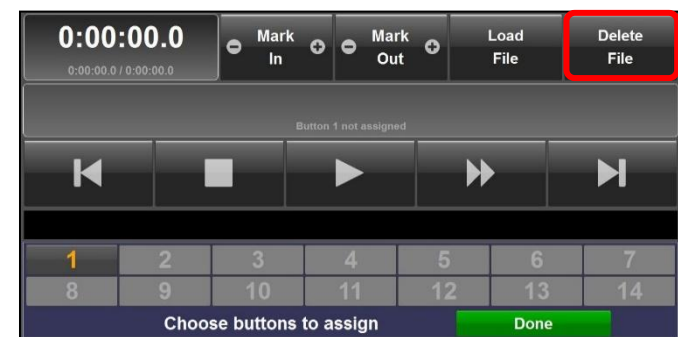 0:00:00.0
0:00:00.0 / 0:00:00.0
Mark
In
Mark
Out
Load
File
Delete
File
Button 1 not assigned
1 2 3 4 5 6 7
8 9 10 11 12 13 14
Choose buttons to assign
Done